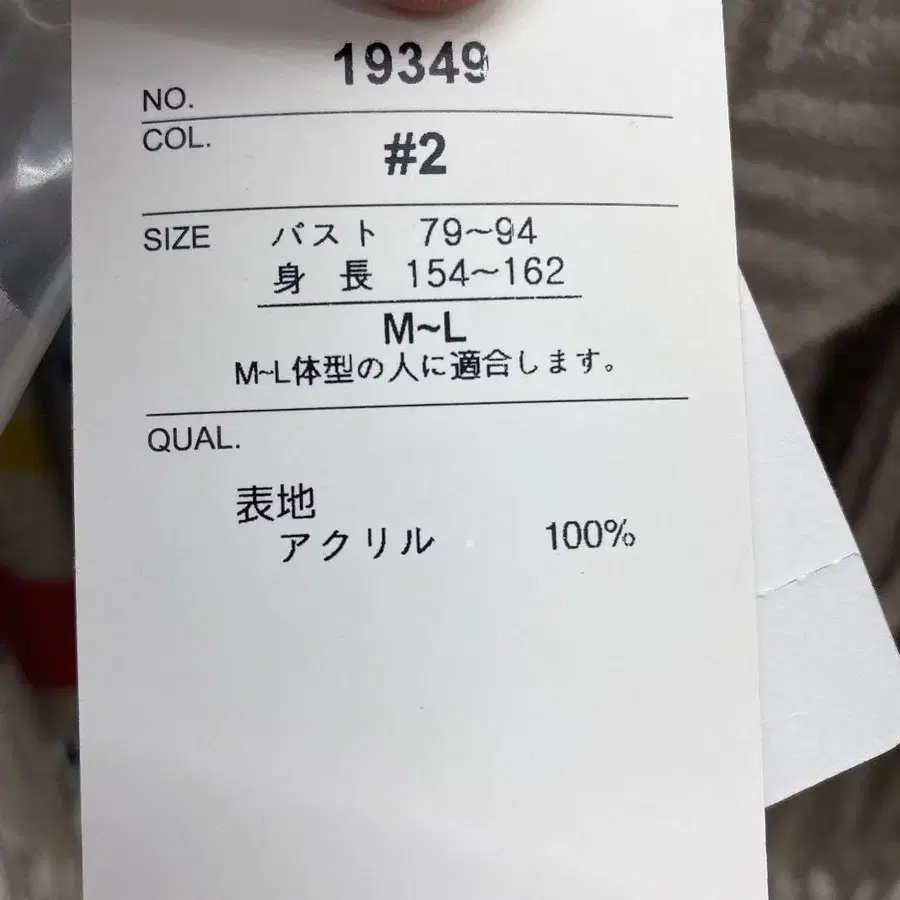 19349
NO.
COL.
#2
SIZE バスト 79~94
身長 154~162
M~L
M~L体型の人に適合します。
QUAL.
表地
アクリル 100%